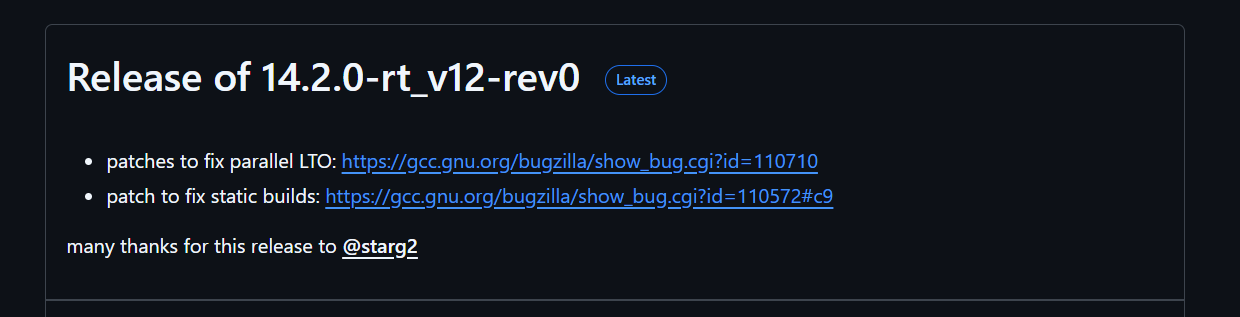 Release of 14.2.0-rt_v12-rev0 Latest
• patches to fix parallel LTO: https://gcc.gnu.org/bugzilla/show_bug.cgi?id=110710
• patch to fix static builds: https://gcc.gnu.org/bugzilla/show_bug.cgi?id=110572#c9
many thanks for this release to @starg2